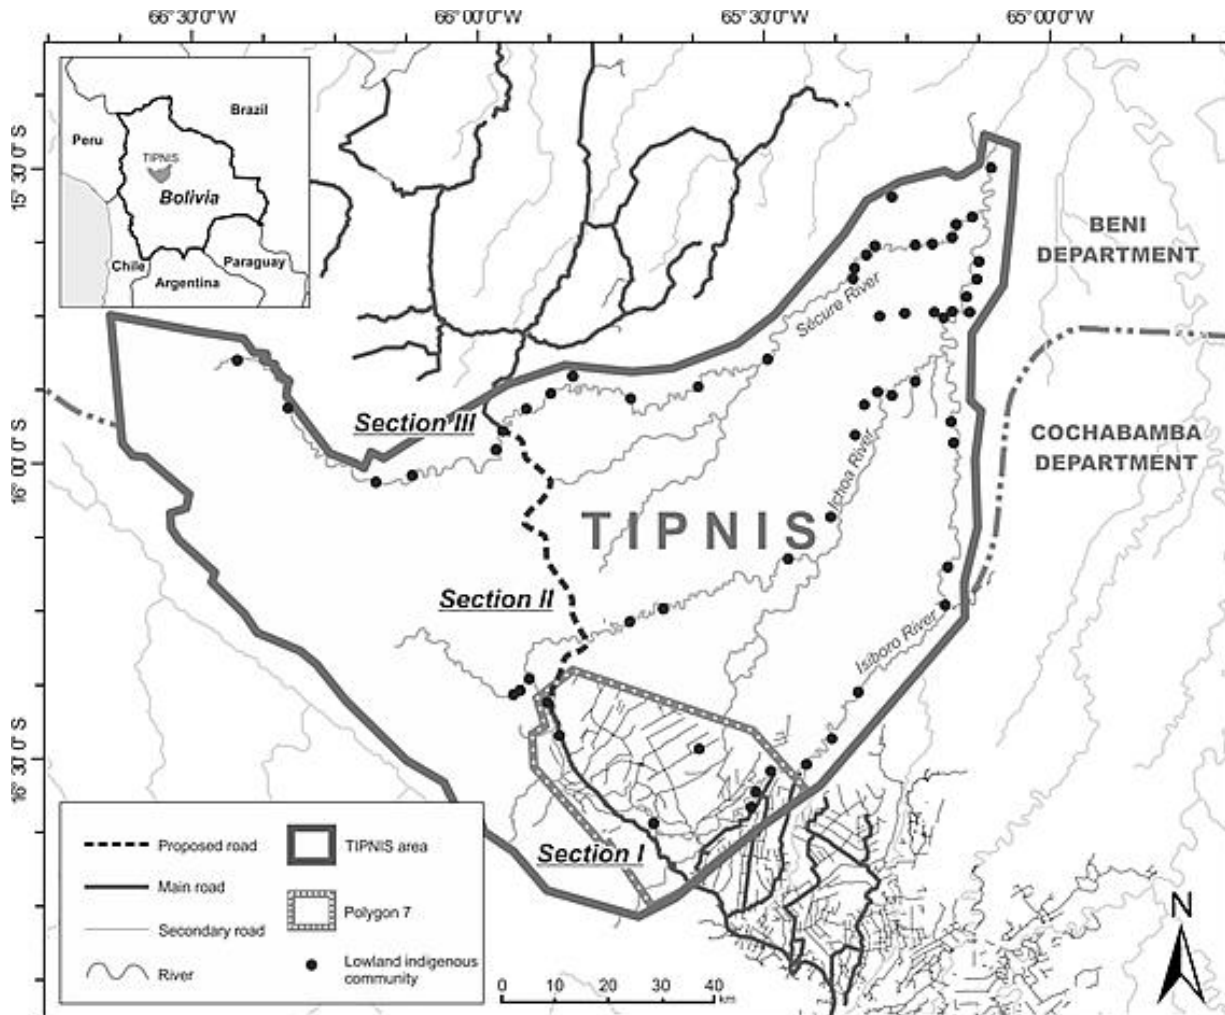 66°30'0"W 66°00'0"W 65°30'0"W 65°00'0"W
15°30'0" S
16°00'0" S
16°30'0" S
Brazil
Peru
TIPNIS
Bolivia
Chile
Paraguay
Argentina
BENI
DEPARTMENT
Sécure River
Section III
COCHABAMBA
DEPARTMENT
Ichoa River
TIPNIS
Section II
Isiboro River
Section I
Proposed road
Main road
Secondary road
River
TIPNIS area
Polygon 7
Lowland indigenous
community
0 10 20 30 40
km
N